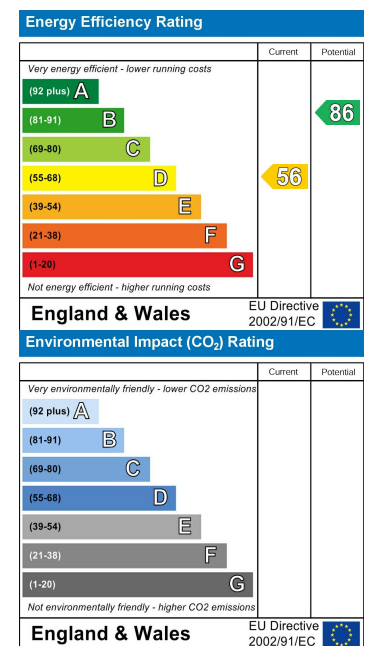 Energy Efficiency Rating
Current Potential
Very energy efficient - lower running costs
(92 plus) A
(81-91) B
86
(69-80) C
(55-68) D
56
(39-54) E
(21-38) F
(1-20) G
Not energy efficient - higher running costs
England & Wales
EU Directive
2002/91/EC
Environmental Impact (CO₂) Rating
Current Potential
Very environmentally friendly - lower CO2 emissions
(92 plus) A
(81-91) B
(69-80) C
(55-68) D
(39-54) E
(21-38) F
(1-20) G
Not environmentally friendly - higher CO2 emissions
England & Wales
EU Directive
2002/91/EC